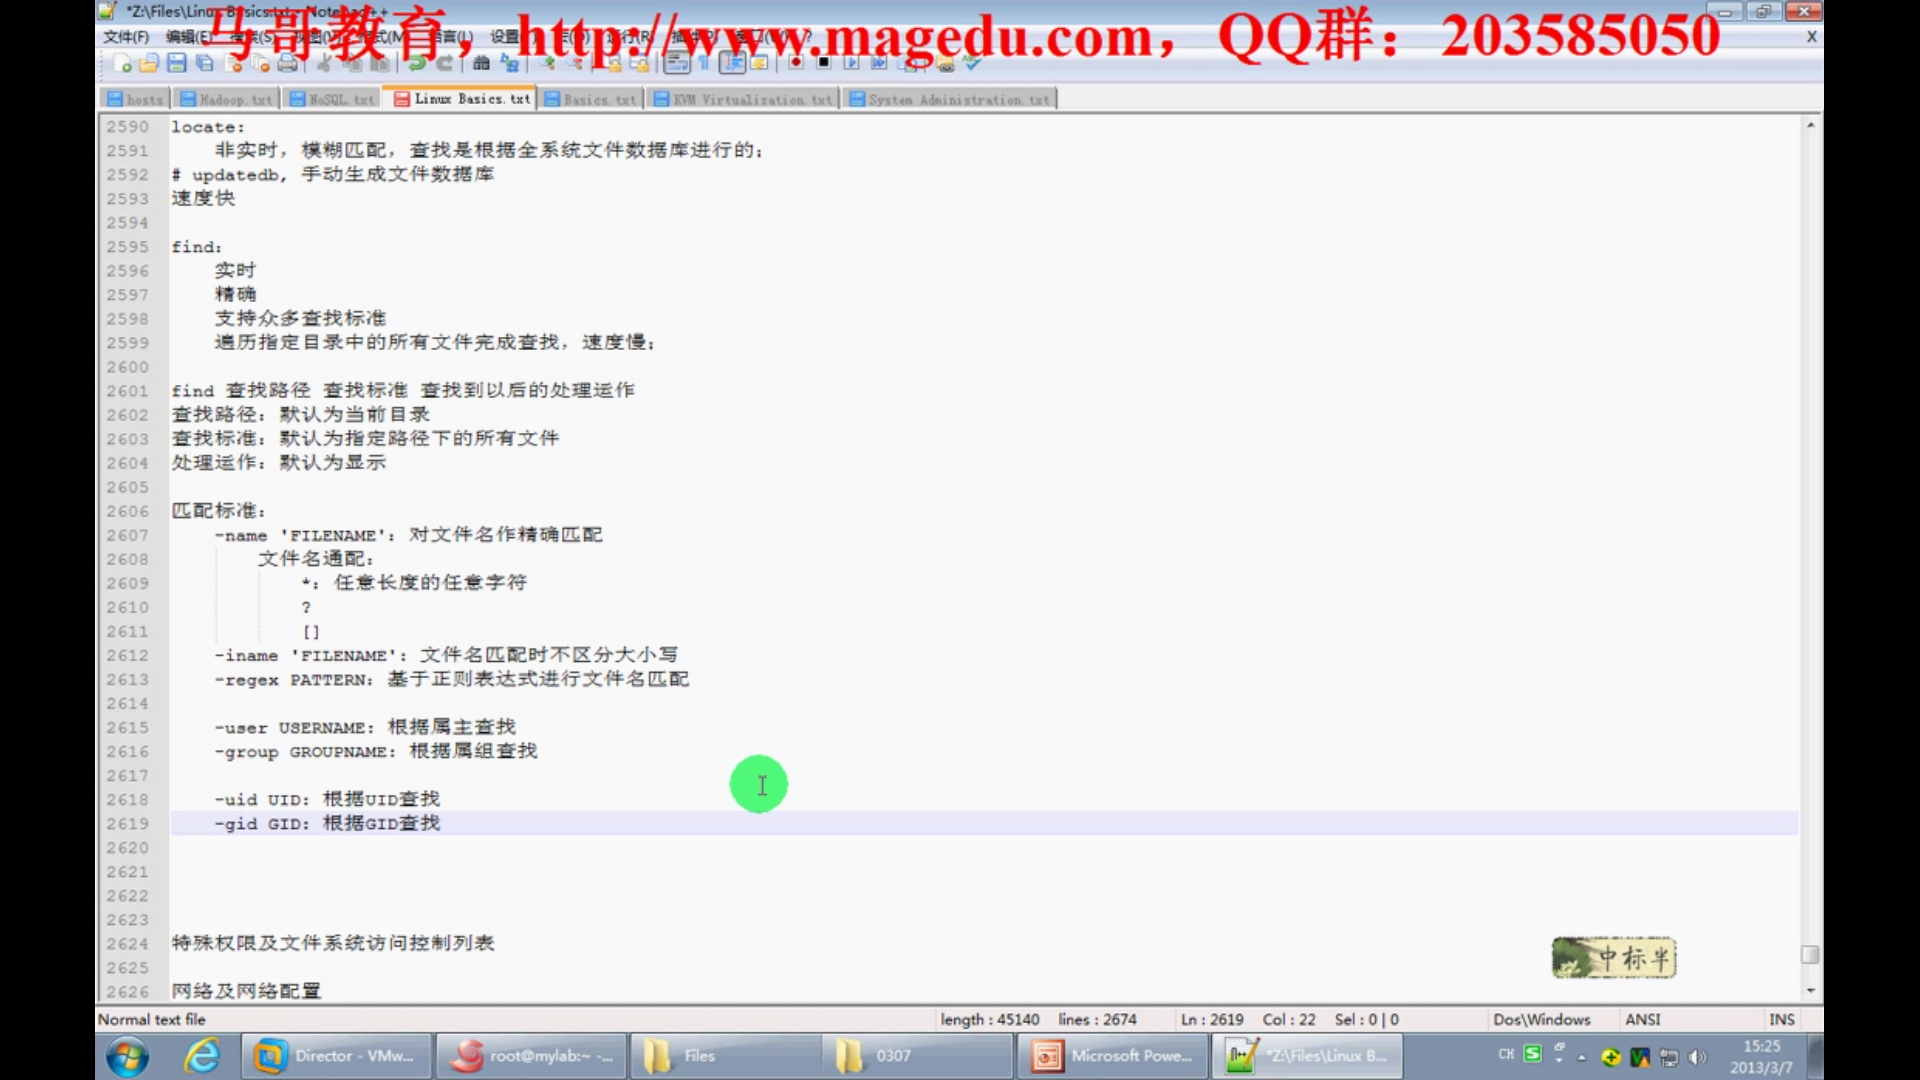 *Z:\Files\Linux Basics.txt - Notepad++
马哥教育，http://www.magedu.com，QQ群：203585050
文件(F) 编辑(E)
X
hosts Hadoop.txt NoSQL.txt Linux Basics.txt Basics.txt KVM Virtualization.txt System Administration.txt
2590 locate:
2591 非实时，模糊匹配，查找是根据全系统文件数据库进行的；
2592 # updatedb, 手动生成文件数据库
2593 速度快
2594
2595 find:
2596 实时
2597 精确
2598 支持众多查找标准
2599 遍历指定目录中的所有文件完成查找，速度慢；
2600
2601 find 查找路径 查找标准 查找到以后的处理运作
2602 查找路径：默认为当前目录
2603 查找标准：默认为指定路径下的所有文件
2604 处理运作：默认为显示
2605
2606 匹配标准：
2607 -name 'FILENAME'：对文件名作精确匹配
2608 文件名通配：
2609 *：任意长度的任意字符
2610 ?
2611 []
2612 -iname 'FILENAME'：文件名匹配时不区分大小写
2613 -regex PATTERN：基于正则表达式进行文件名匹配
2614
2615 -user USERNAME：根据属主查找
2616 -group GROUPNAME：根据属组查找
2617
2618 -uid UID：根据UID查找
2619 -gid GID：根据GID查找
2620
2621
2622
2623
2624 特殊权限及文件系统访问控制列表
2625
2626 网络及网络配置
中标半
Normal text file length : 45140 lines : 2674 Ln : 2619 Col : 22 Sel : 0 | 0 Dos\Windows ANSI INS
Director - VMw... root@mylab:~ -... Files 0307 Microsoft Powe... *Z:\Files\Linux B... CH 15:25
2013/3/7